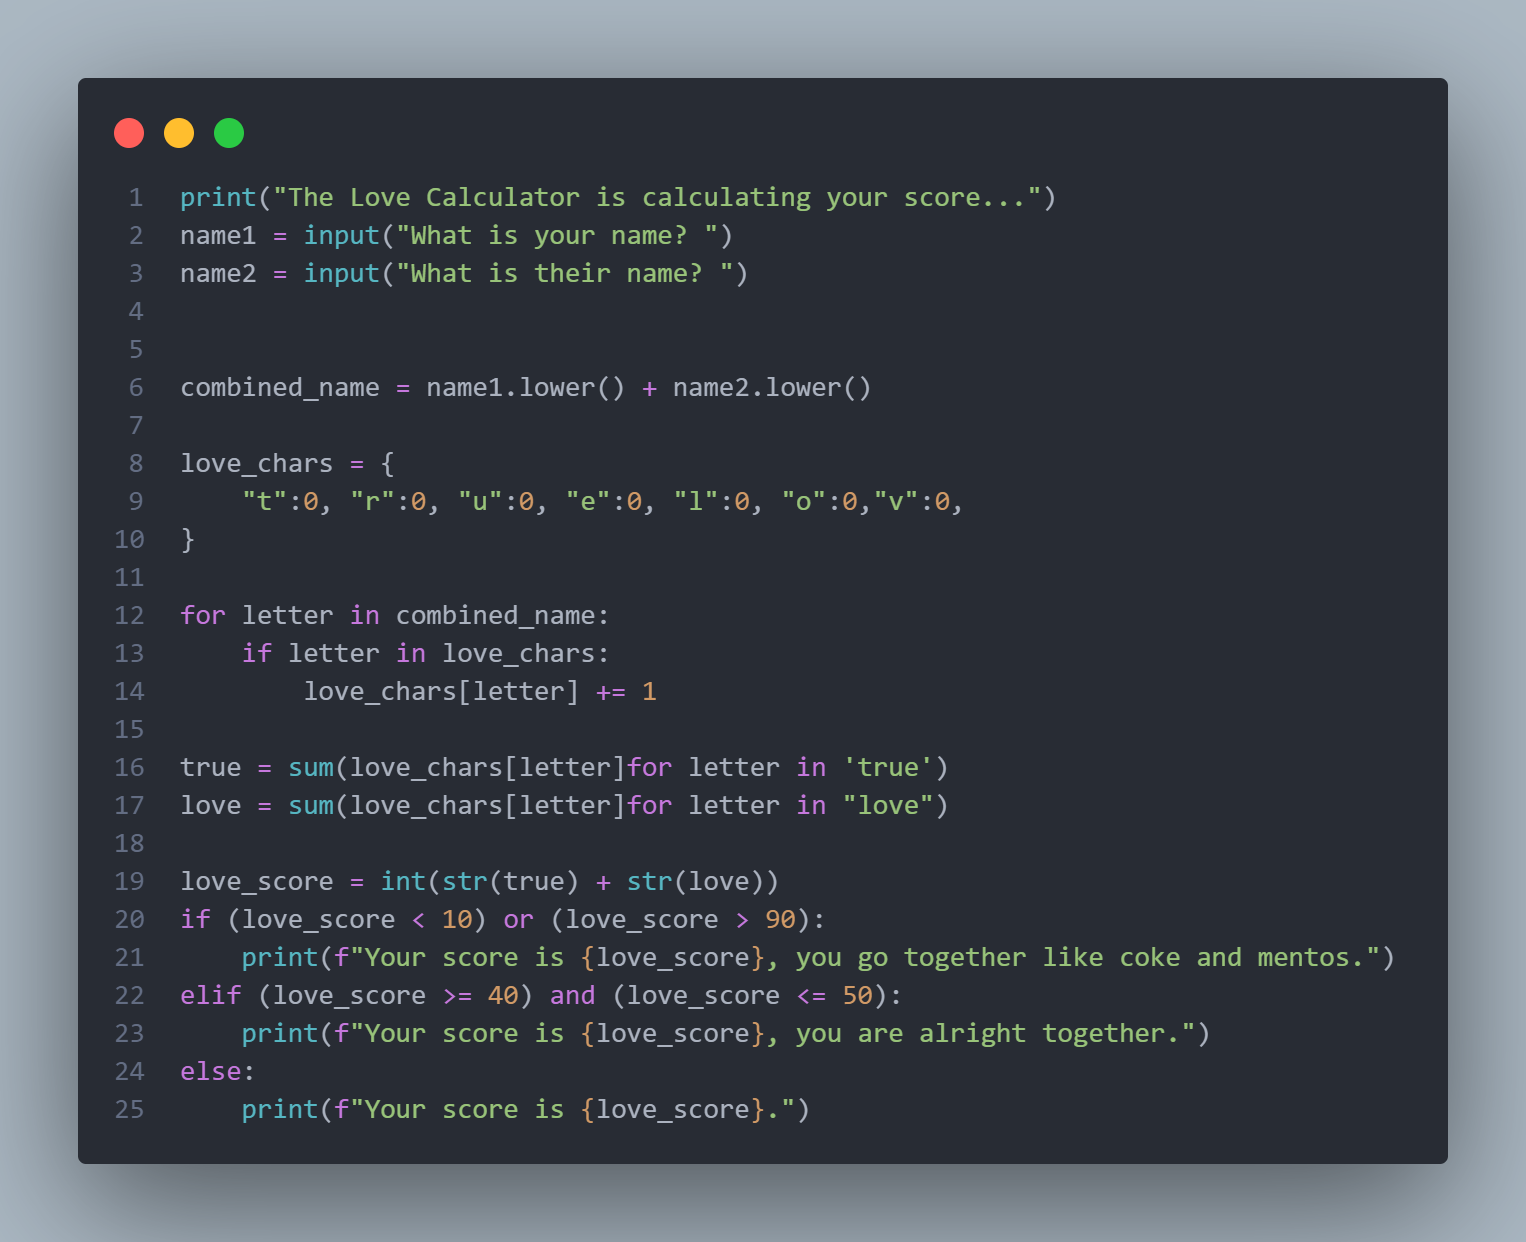 1 print("The Love Calculator is calculating your score...")
2 name1 = input("What is your name? ")
3 name2 = input("What is their name? ")
4
5
6 combined_name = name1.lower() + name2.lower()
7
8 love_chars = {
9     "t":0, "r":0, "u":0, "e":0, "l":0, "o":0,"v":0,
10 }
11
12 for letter in combined_name:
13     if letter in love_chars:
14         love_chars[letter] += 1
15
16 true = sum(love_chars[letter]for letter in 'true')
17 love = sum(love_chars[letter]for letter in "love")
18
19 love_score = int(str(true) + str(love))
20 if (love_score < 10) or (love_score > 90):
21     print(f"Your score is {love_score}, you go together like coke and mentos.")
22 elif (love_score >= 40) and (love_score <= 50):
23     print(f"Your score is {love_score}, you are alright together.")
24 else:
25     print(f"Your score is {love_score}.")